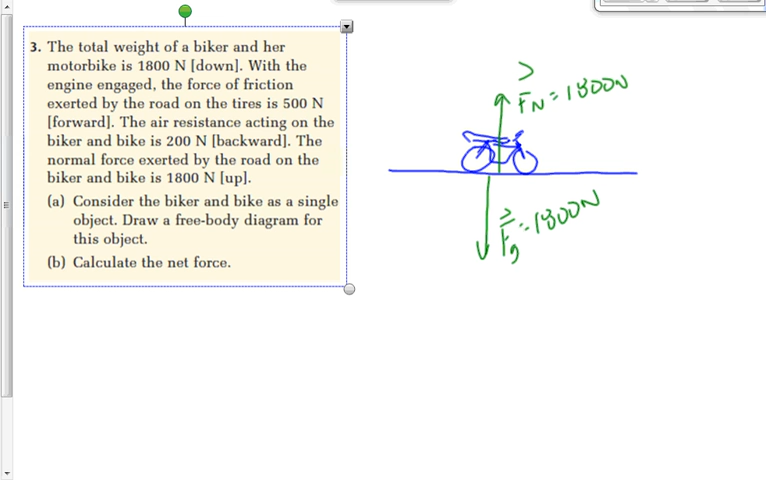 3. The total weight of a biker and her
motorbike is 1800 N [down]. With the
engine engaged, the force of friction
exerted by the road on the tires is 500 N
[forward]. The air resistance acting on the
biker and bike is 200 N [backward]. The
normal force exerted by the road on the
biker and bike is 1800 N [up].
(a) Consider the biker and bike as a single
object. Draw a free-body diagram for
this object.
(b) Calculate the net force.
FN = 1800N
Fg = 1800N